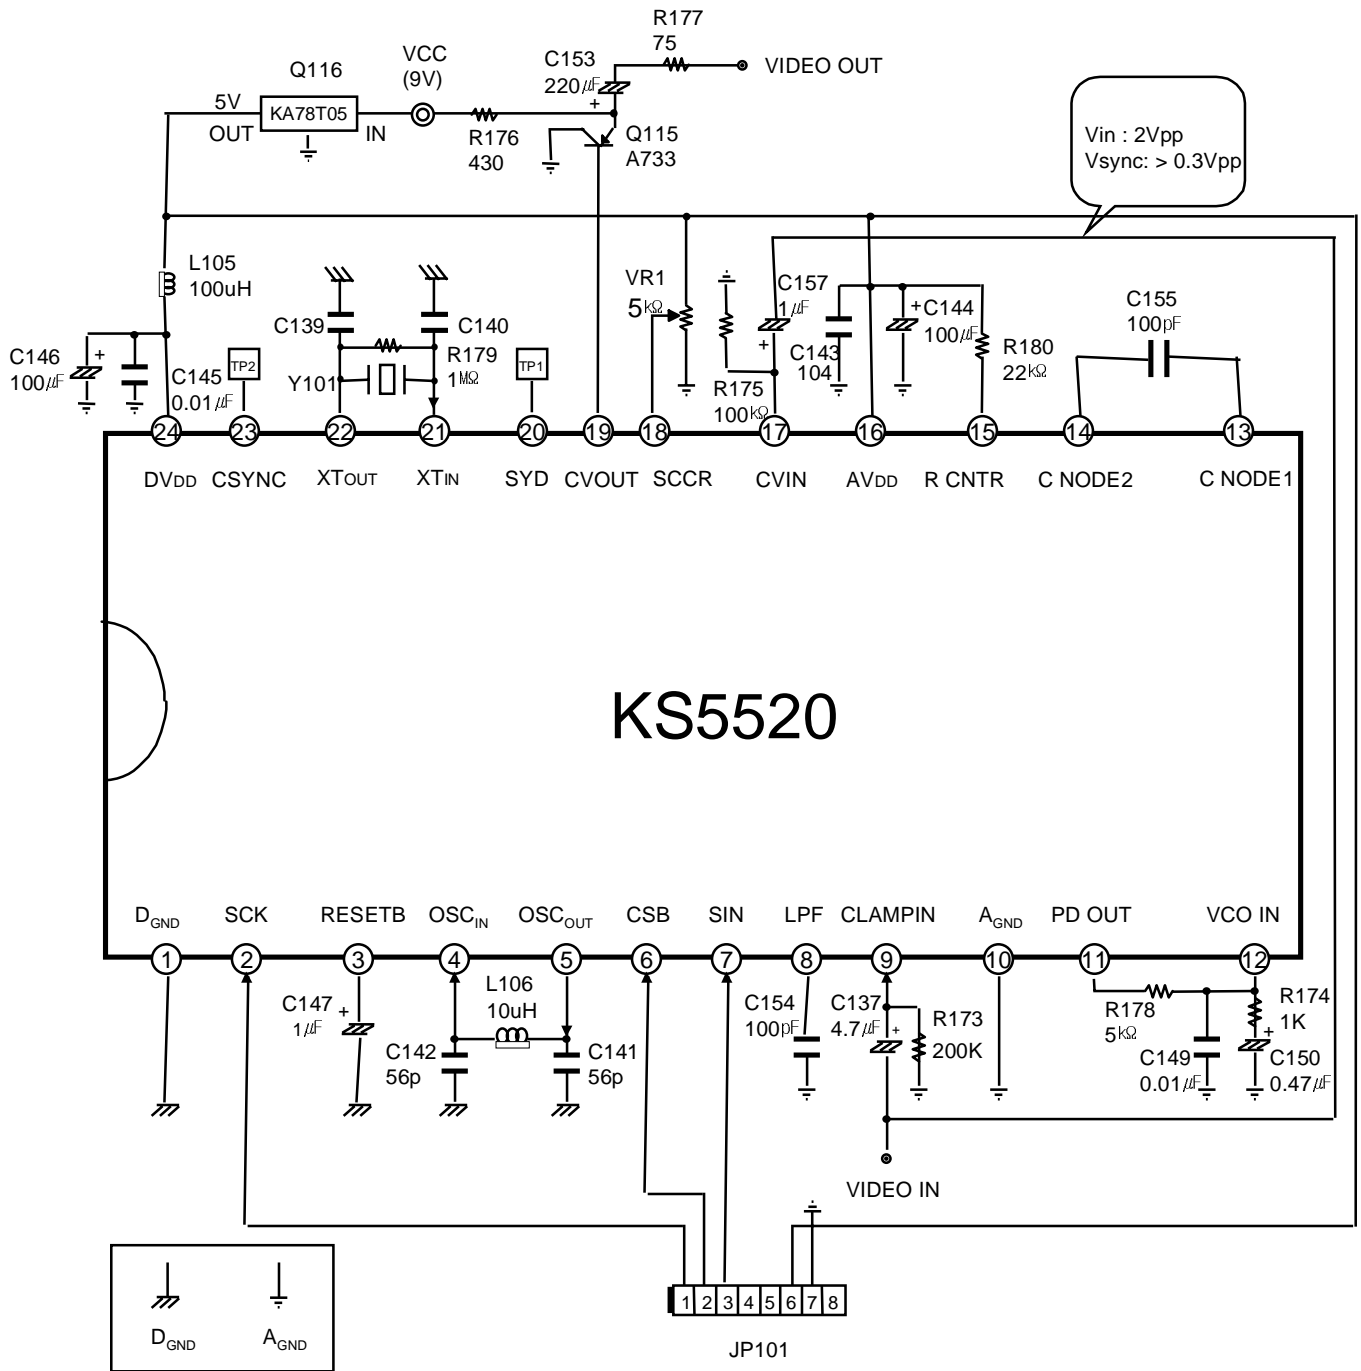 R177
75
VIDEO OUT
C153
220μF
+
VCC
(9V)
Q116
5V
OUT
KA78T05
IN
R176
430
Q115
A733
Vin : 2Vpp
Vsync: > 0.3Vpp
L105
100uH
C146
100μF
+
C145
0.01μF
TP2
C139
C140
R179
1MΩ
Y101
TP1
VR1
5kΩ
R175
100kΩ
C157
1μF
+
C143
104
+
C144
100μF
R180
22kΩ
C155
100pF
24
23
22
21
20
19
18
17
16
15
14
13
DVDD
CSYNC
XTOUT
XTIN
SYD
CVOUT
SCCR
CVIN
AVDD
R CNTR
C NODE2
C NODE1
KS5520
DGND
SCK
RESETB
OSCIN
OSCOUT
CSB
SIN
LPF
CLAMPIN
AGND
PD OUT
VCO IN
1
2
3
4
5
6
7
8
9
10
11
12
C147
1μF
+
L106
10uH
C142
56p
C141
56p
C154
100pF
C137
4.7μF
+
R173
200K
R178
5kΩ
C149
0.01μF
R174
1K
+
C150
0.47μF
VIDEO IN
DGND
AGND
1 2 3 4 5 6 7 8
JP101